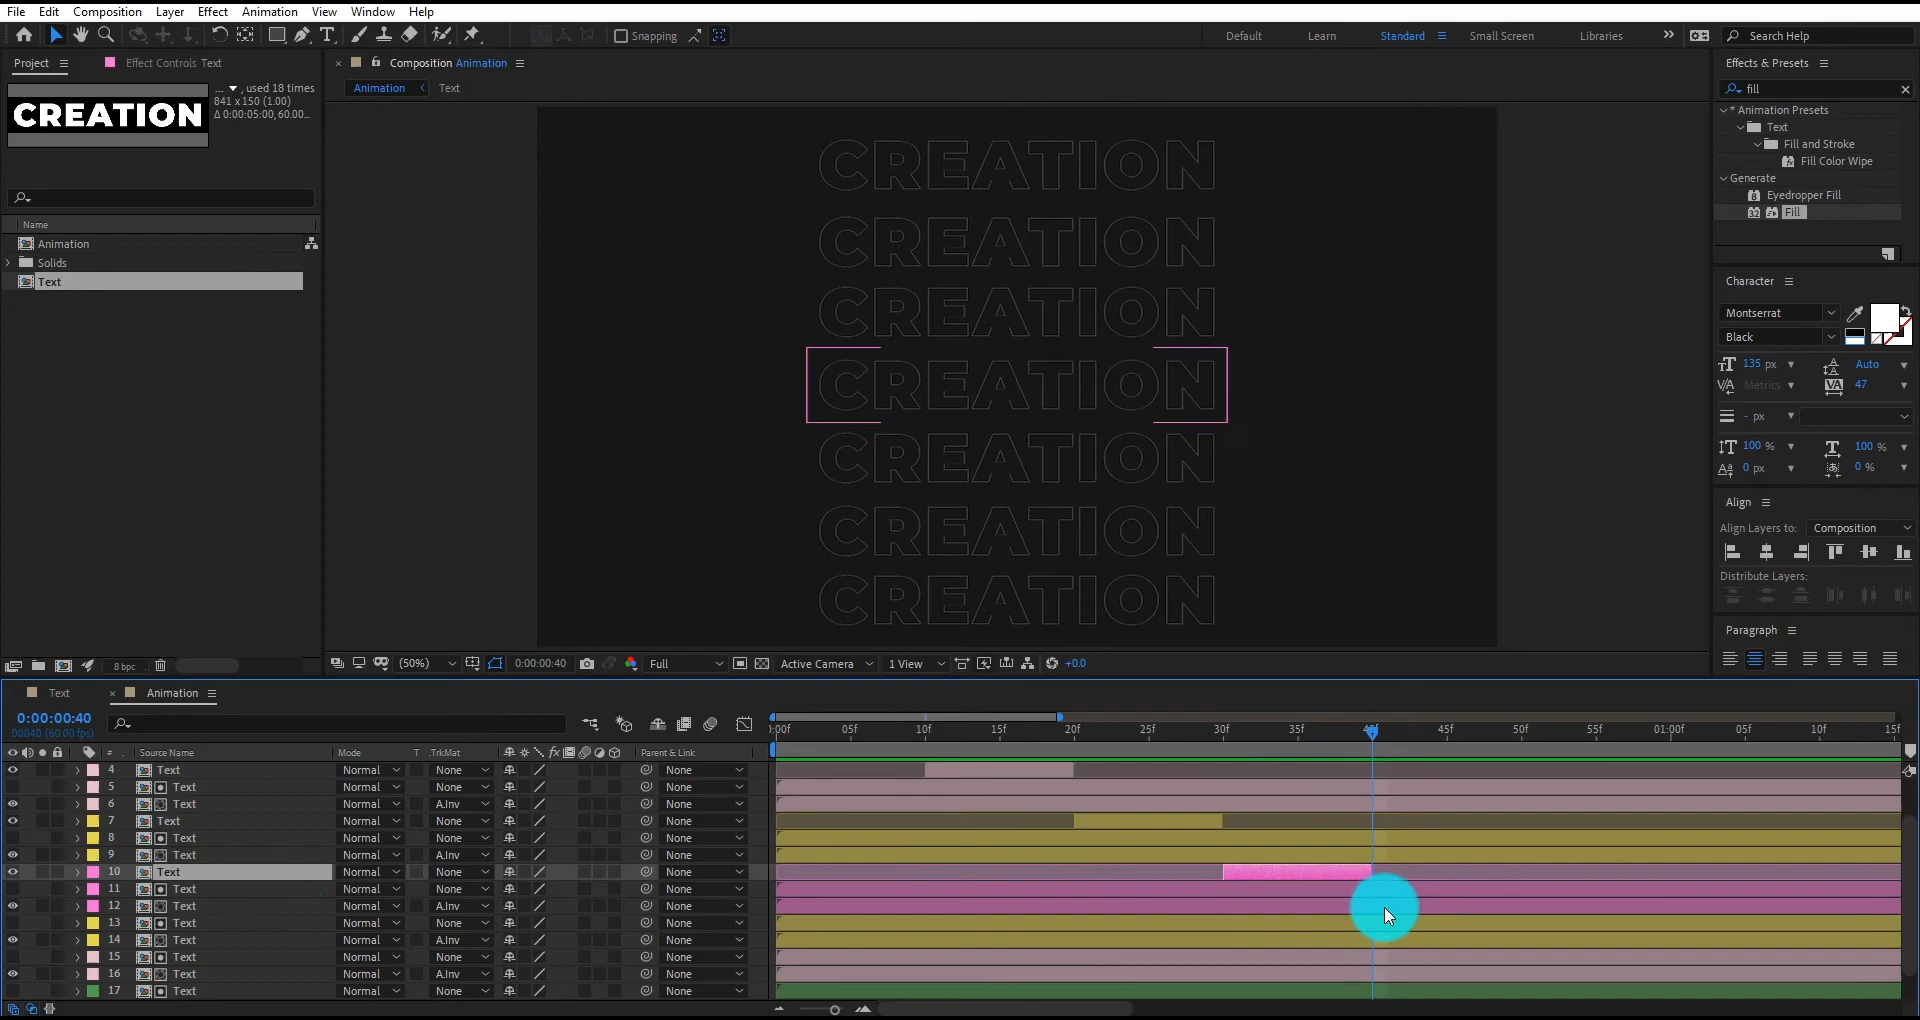 File Edit Composition Layer Effect Animation View Window Help
Snapping Default Learn Standard Small Screen Libraries Search Help
Project Effect Controls Text
CREATION
... , used 18 times
841 x 150 (1.00)
Δ 0:00:05:00, 60.00...
Name
Animation
Solids
Text
8 bpc
Composition Animation
Animation Text
CREATION
CREATION
CREATION
CREATION
CREATION
CREATION
CREATION
(50%) 0:00:00:40 Full Active Camera 1 View +0.0
Effects & Presets
fill
* Animation Presets
Text
Fill and Stroke
Fill Color Wipe
Generate
Eyedropper Fill
Fill
Character
Montserrat
Black
135 px Auto
Metrics 47
- px
100 % 100 %
0 px 0 %
Align
Align Layers to: Composition
Distribute Layers:
Paragraph
Text Animation
0:00:00:40
00040 (60.00 fps)
:00f 05f 10f 15f 20f 25f 30f 35f 40f 45f 50f 55f 01:00f 05f 10f 15f
# Source Name Mode T .TrkMat Parent & Link
4 Text Normal None None
5 Text Normal None None
6 Text Normal A.Inv None
7 Text Normal None None
8 Text Normal None None
9 Text Normal A.Inv None
10 Text Normal None None
11 Text Normal None None
12 Text Normal A.Inv None
13 Text Normal None None
14 Text Normal A.Inv None
15 Text Normal None None
16 Text Normal A.Inv None
17 Text Normal None None